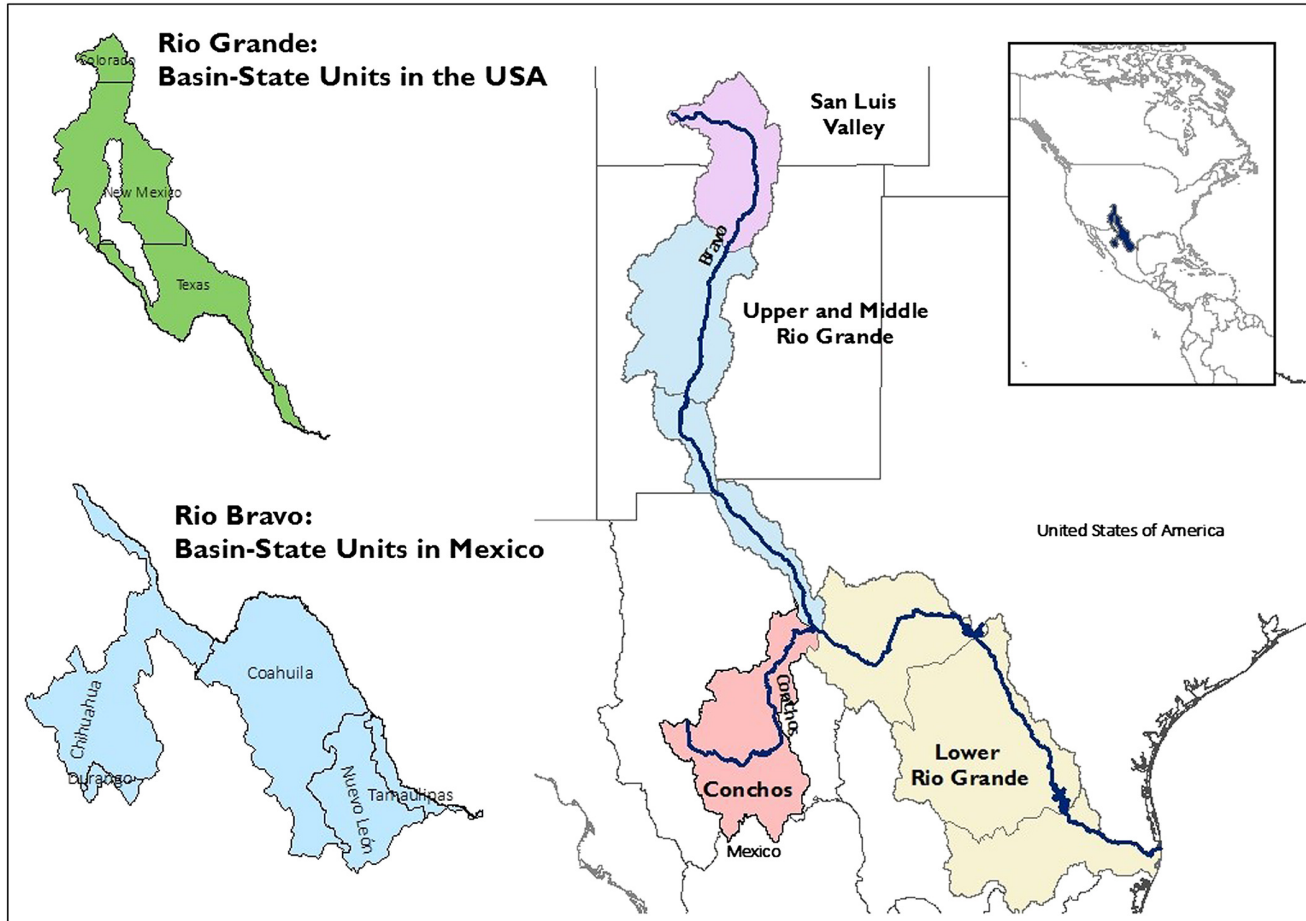 Rio Grande:
Basin-State Units in the USA
Colorado
New Mexico
Texas
Rio Bravo:
Basin-State Units in Mexico
Chihuahua
Durango
Coahuila
Nuevo León
Tamaulipas
San Luis
Valley
Bravo
Upper and Middle
Rio Grande
United States of America
Conchos
Conchos
Mexico
Lower
Rio Grande